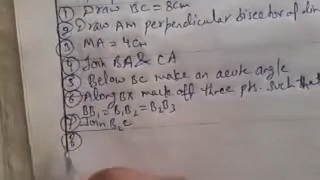 ① Draw BC = 8cm
② Draw AM perpendicular bisector of
③ MA = 4cm
④ Join BA & CA
⑤ Below BC make an acute angle
⑥ Along BX mark off three pts. such that
BB₁ = B₁B₂ = B₂B₃
⑦ Join B₂C
⑧